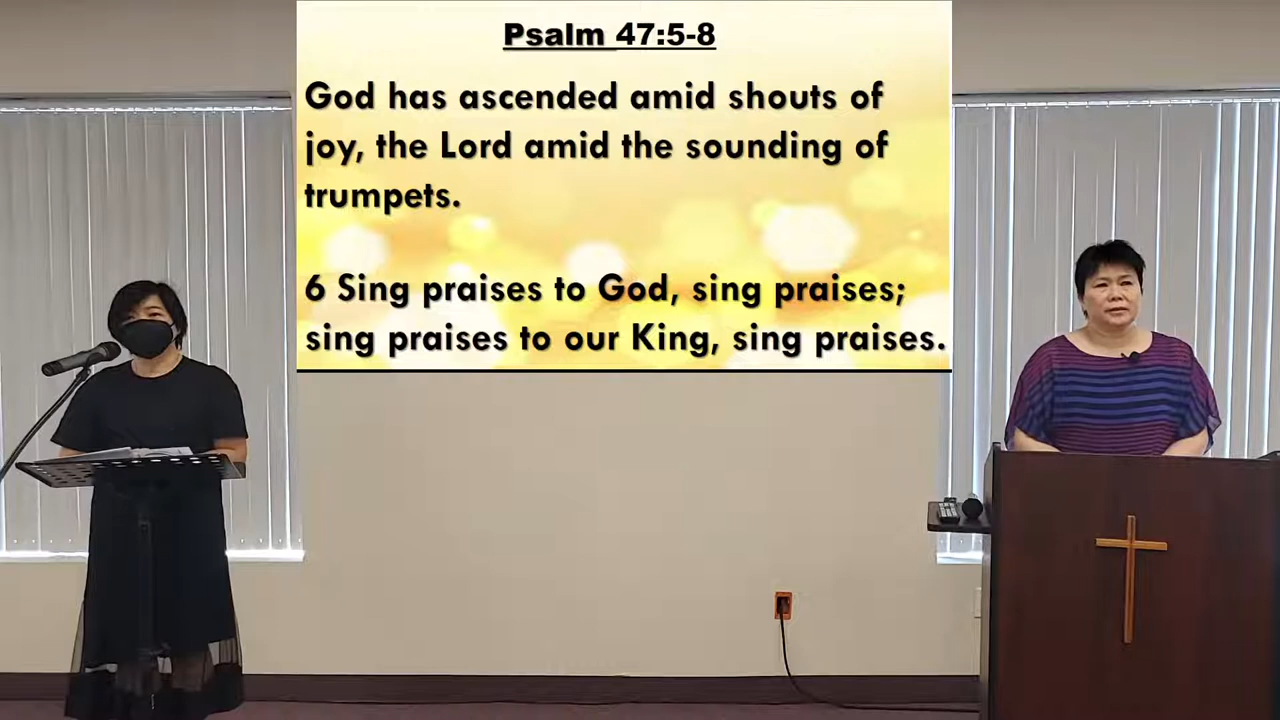 Psalm 47:5-8
God has ascended amid shouts of
joy, the Lord amid the sounding of
trumpets.
6 Sing praises to God, sing praises;
sing praises to our King, sing praises.